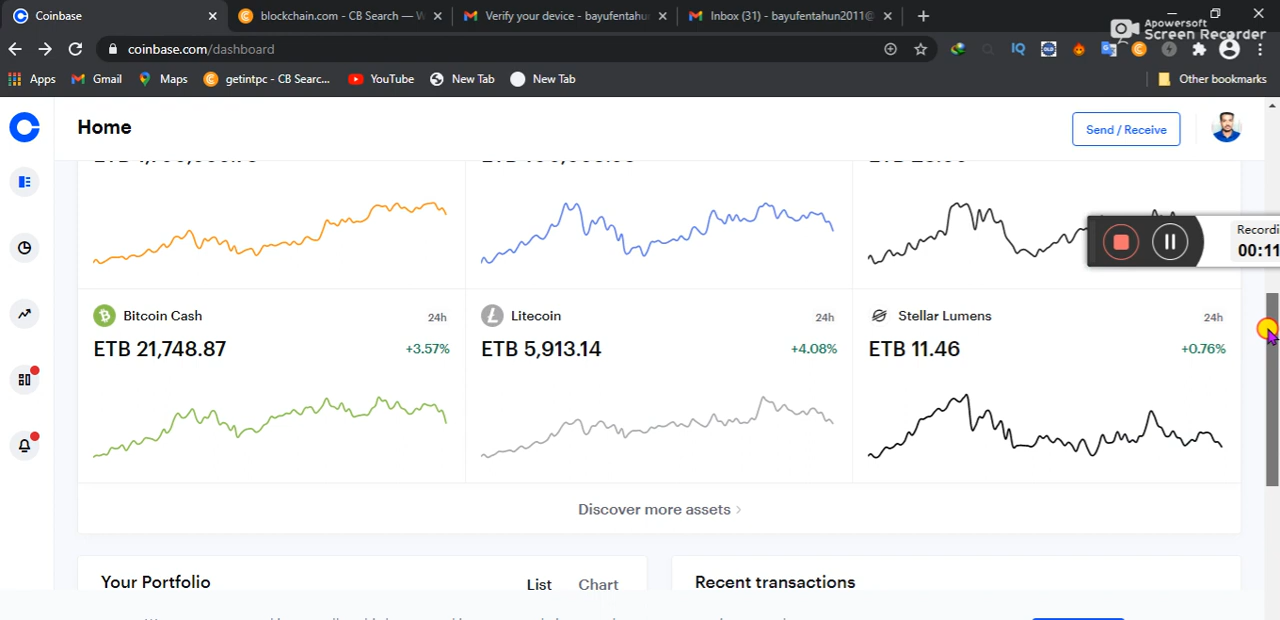 Coinbase
blockchain.com - CB Search — W
Verify your device - bayufentahu
Inbox (31) - bayufentahun2011@
Apowersoft
Screen Recorder
coinbase.com/dashboard
IQ
OLD
Apps
Gmail
Maps
getintpc - CB Searc...
YouTube
New Tab
New Tab
Other bookmarks
Home
Send / Receive
Recordi
00:11
Bitcoin Cash
24h
ETB 21,748.87
+3.57%
Litecoin
24h
ETB 5,913.14
+4.08%
Stellar Lumens
24h
ETB 11.46
+0.76%
Discover more assets
Your Portfolio
List
Chart
Recent transactions